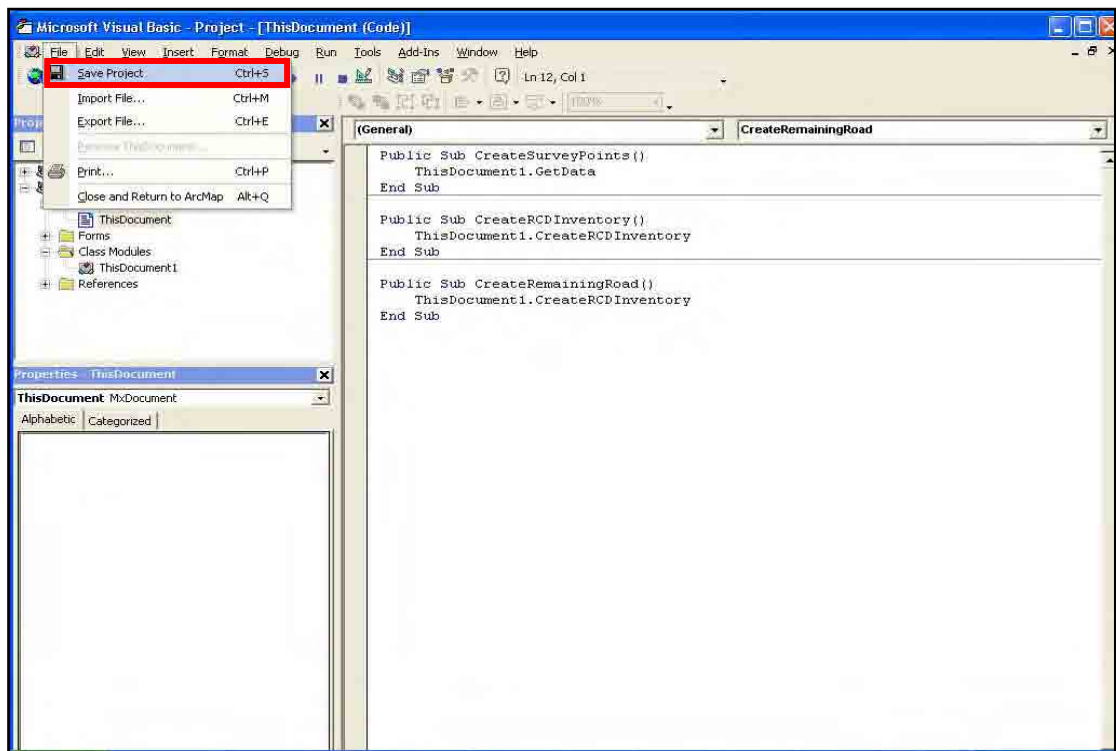 Microsoft Visual Basic - Project - [ThisDocument (Code)]
File Edit View Insert Format Debug Run Tools Add-Ins Window Help
Save Project Ctrl+S
Ln 12, Col 1
Import File... Ctrl+M
100%
Export File... Ctrl+E
(General) CreateRemainingRoad
Print... Ctrl+P
Close and Return to ArcMap Alt+Q
ThisDocument
Forms
Class Modules
ThisDocument1
References
Public Sub CreateSurveyPoints()
ThisDocument1.GetData
End Sub
Public Sub CreateRCDInventory()
ThisDocument1.CreateRCDInventory
End Sub
Public Sub CreateRemainingRoad()
ThisDocument1.CreateRCDInventory
End Sub
Properties - ThisDocument
ThisDocument MxDocument
Alphabetic Categorized